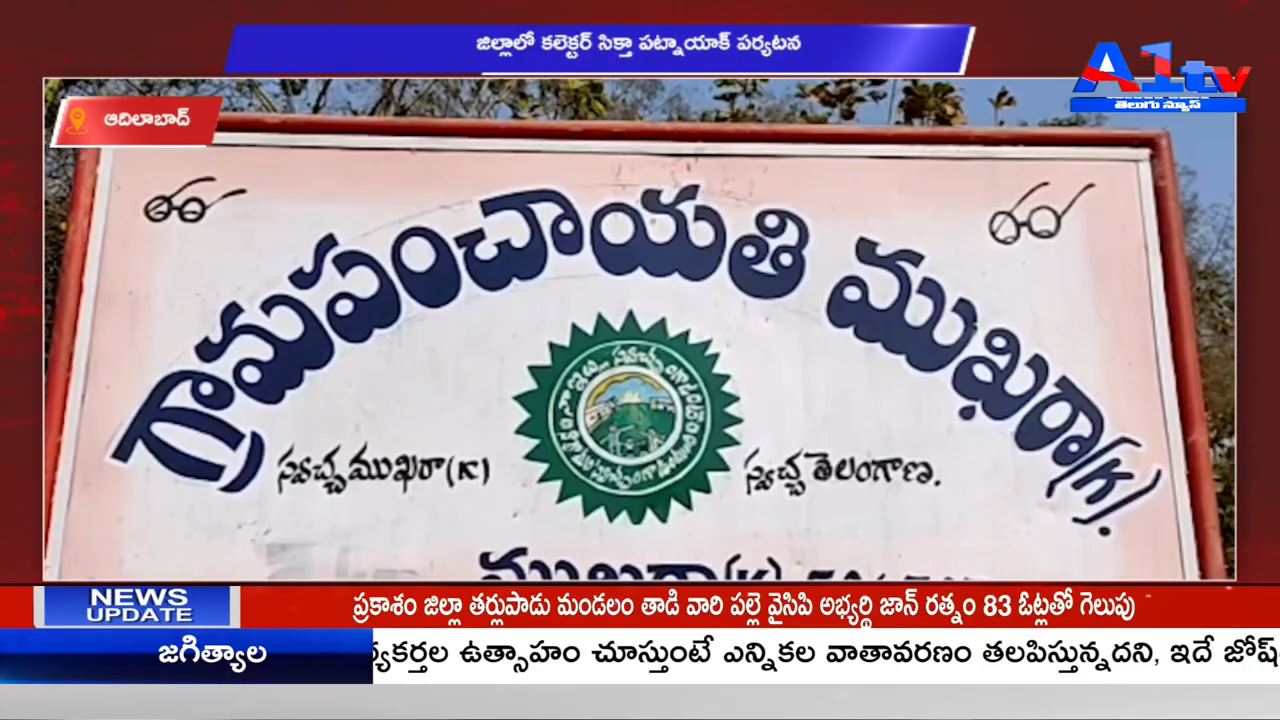 జిల్లాలో కలెక్టర్ సిక్తా పట్నాయక్ పర్యటన
A1tv
తెలుగు న్యూస్
ఆదిలాబాద్
గ్రామపంచాయతి ముఖరా(K).
స్వచ్ఛ ముఖరా(K)
స్వచ్ఛ తెలంగాణ.
ముఖరా(K)
NEWS
UPDATE
ప్రకాశం జిల్లా తర్లుపాడు మండలం తాడి వారి పల్లె వైసిపి అభ్యర్థి జాన్ రత్నం 83 ఓట్లతో గెలుపు
జగిత్యాల
్యకర్తల ఉత్సాహం చూస్తుంటే ఎన్నికల వాతావరణం తలపిస్తున్నదని, ఇదే జోష్